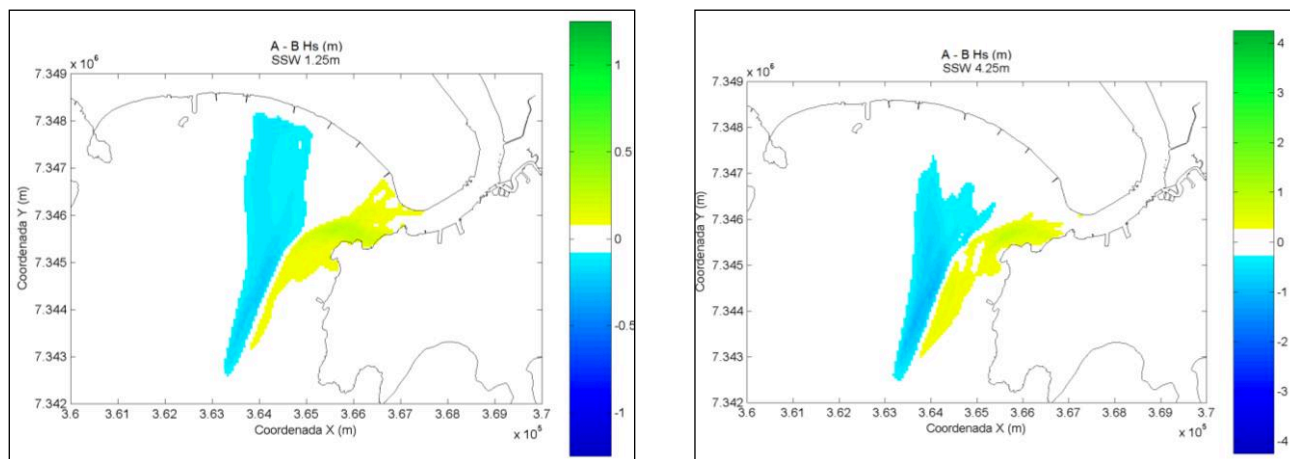 A - B Hs (m)
SSW 1.25m
x 10⁶
7.349
7.348
7.347
7.346
7.345
7.344
7.343
7.342
Coordenada Y (m)
3.6 3.61 3.62 3.63 3.64 3.65 3.66 3.67 3.68 3.69 3.7
Coordenada X (m)
x 10⁵
1
0.5
0
-0.5
-1
A - B Hs (m)
SSW 4.25m
x 10⁶
7.349
7.348
7.347
7.346
7.345
7.344
7.343
7.342
Coordenada Y (m)
3.6 3.61 3.62 3.63 3.64 3.65 3.66 3.67 3.68 3.69 3.7
Coordenada X (m)
x 10⁵
4
3
2
1
0
-1
-2
-3
-4